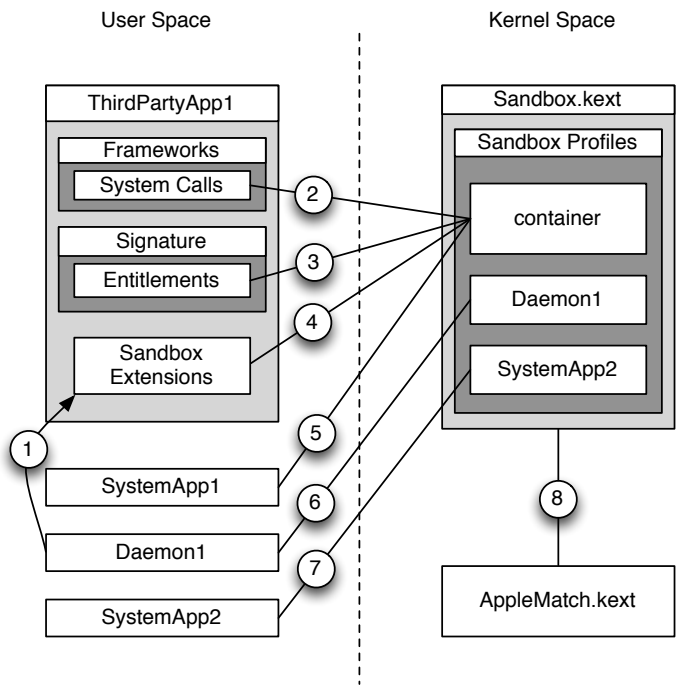 User Space
Kernel Space
ThirdPartyApp1
Frameworks
System Calls
Signature
Entitlements
Sandbox
Extensions
SystemApp1
Daemon1
SystemApp2
1
2
3
4
5
6
7
Sandbox.kext
Sandbox Profiles
container
Daemon1
SystemApp2
8
AppleMatch.kext